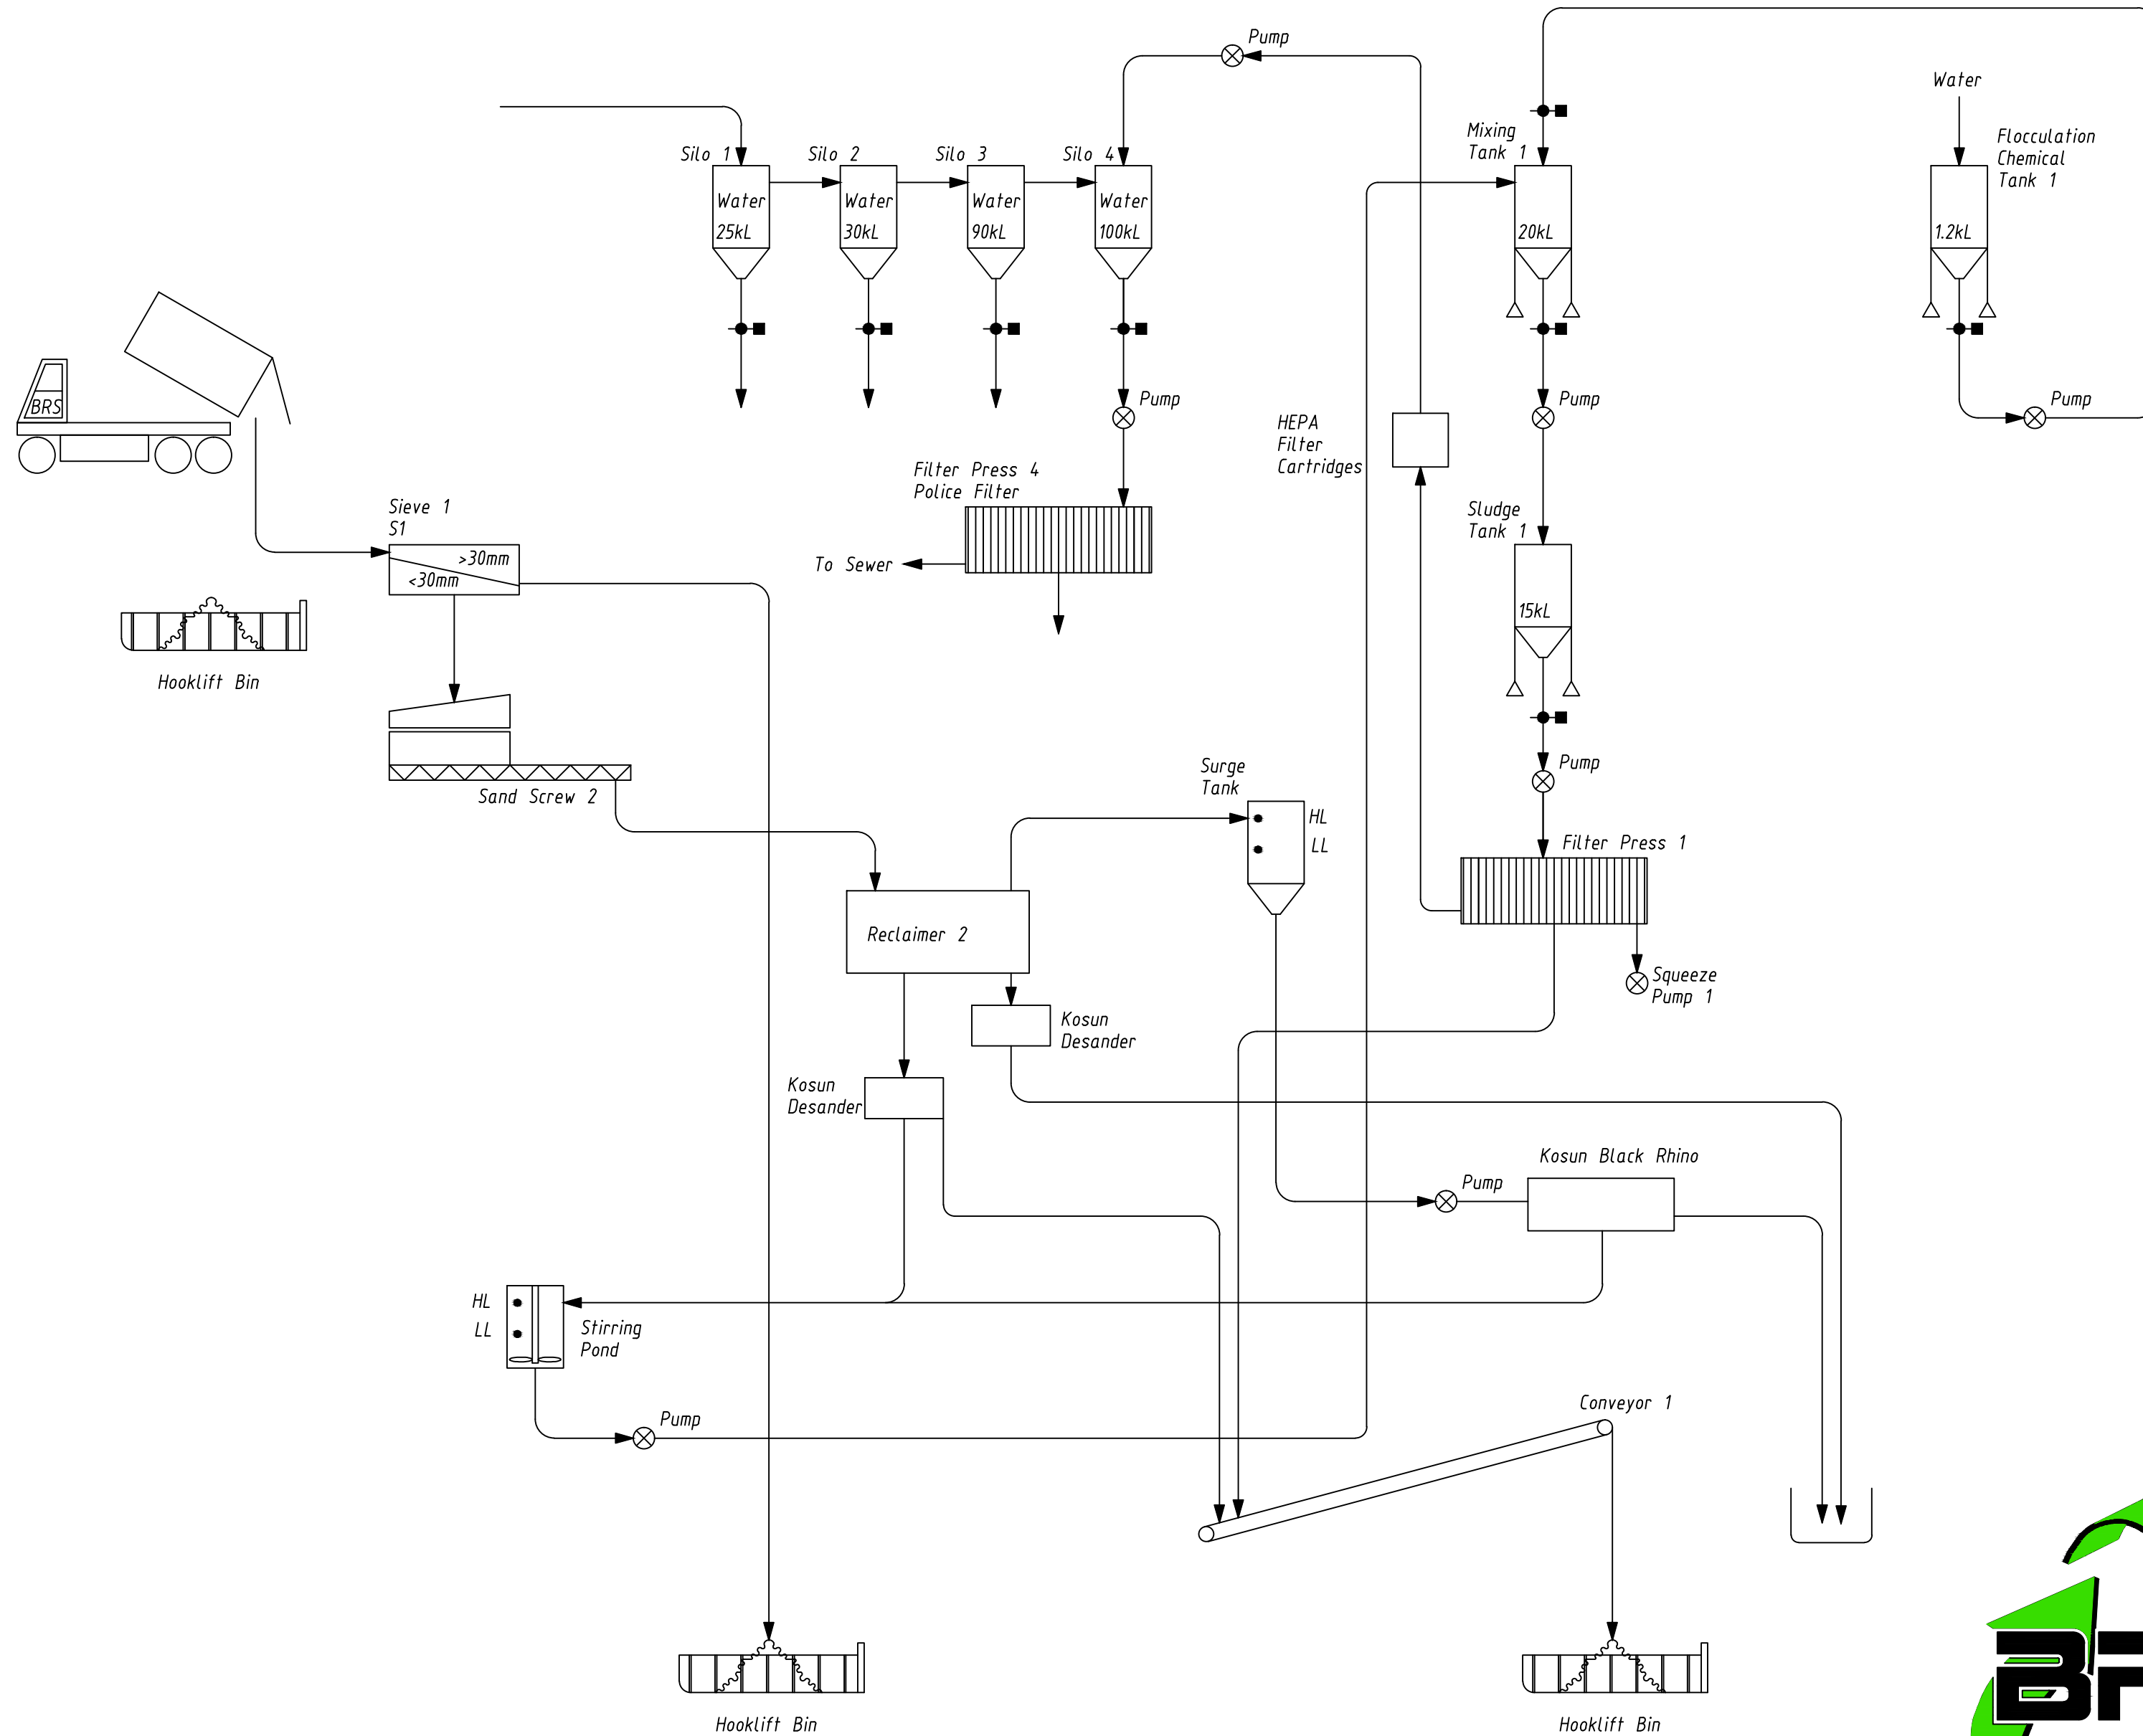 Pump
Water
Mixing
Tank 1
Flocculation
Chemical
Tank 1
Silo 1
Silo 2
Silo 3
Silo 4
Water
25kL
Water
30kL
Water
90kL
Water
100kL
20kL
1.2kL
BRS
Pump
Pump
Pump
HEPA
Filter
Cartridges
Filter Press 4
Police Filter
To Sewer
Sieve 1
S1
>30mm
<30mm
Sludge
Tank 1
15kL
Hooklift Bin
Sand Screw 2
Surge
Tank
HL
LL
Pump
Filter Press 1
Reclaimer 2
Squeeze
Pump 1
Kosun
Desander
Kosun
Desander
Kosun Black Rhino
Pump
HL
LL
Stirring
Pond
Pump
Conveyor 1
Hooklift Bin
Hooklift Bin